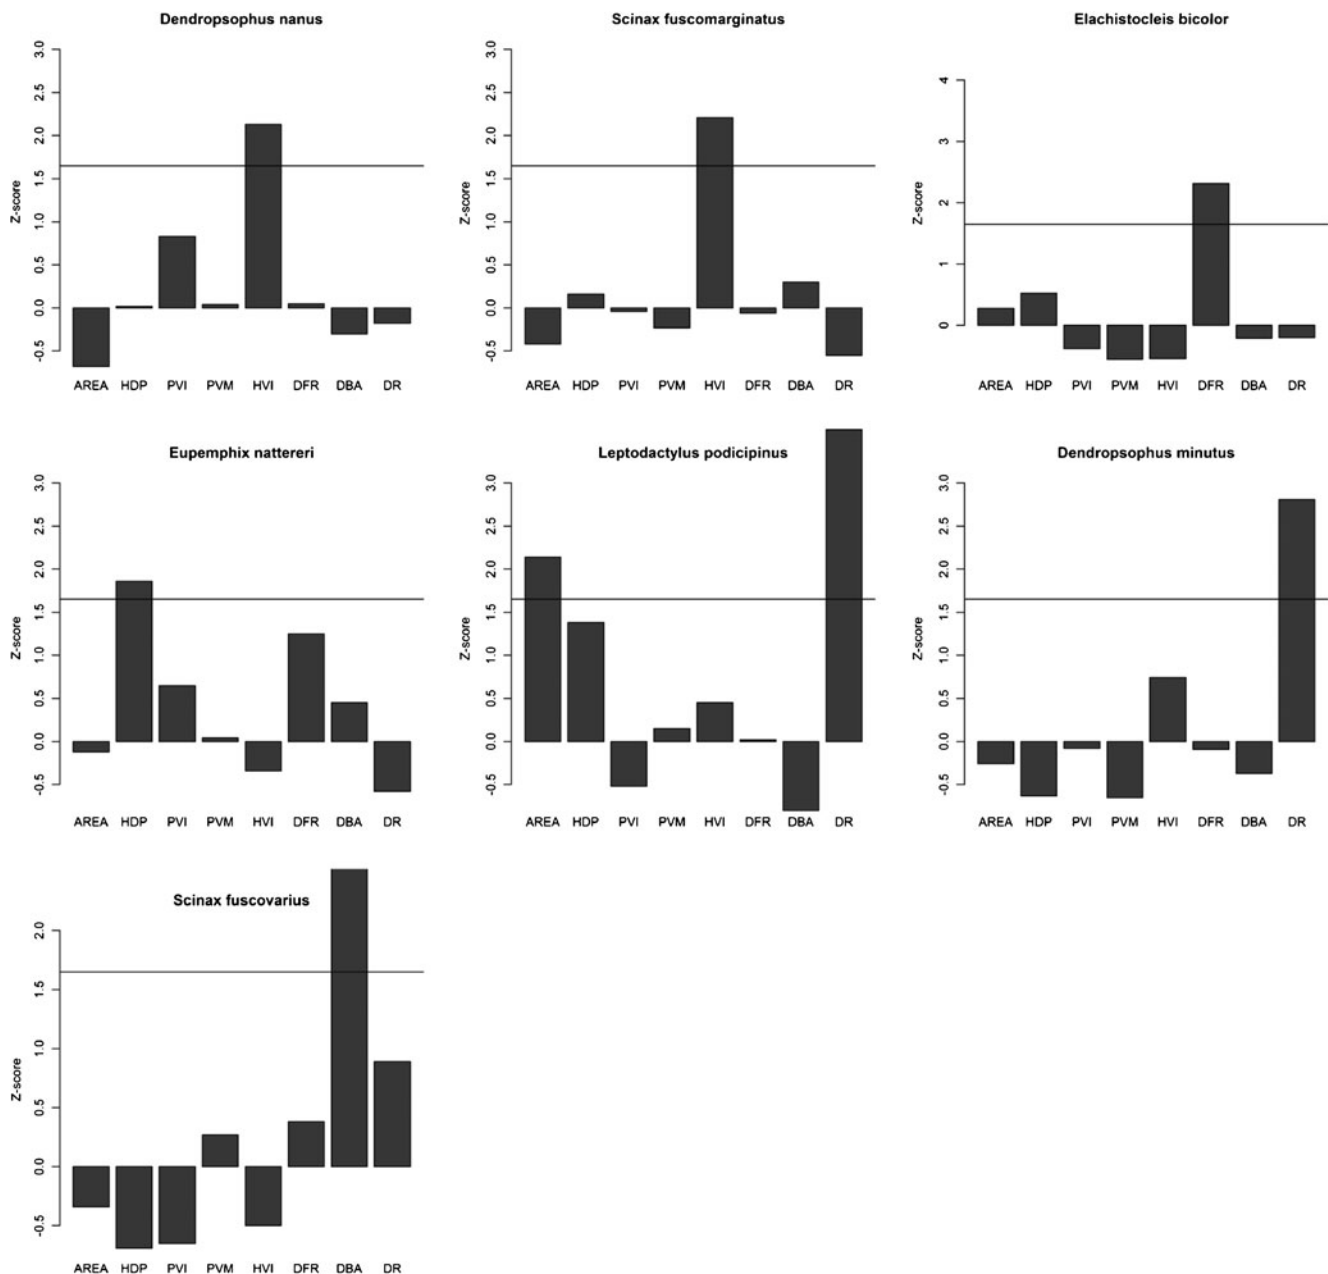 Dendropsophus nanus
Scinax fuscomarginatus
Elachistocleis bicolor
Z-score
3.0
2.5
2.0
1.5
1.0
0.5
0.0
-0.5
AREA HDP PVI PVM HVI DFR DBA DR
Z-score
3.0
2.5
2.0
1.5
1.0
0.5
0.0
-0.5
AREA HDP PVI PVM HVI DFR DBA DR
Z-score
4
3
2
1
0
AREA HDP PVI PVM HVI DFR DBA DR
Eupemphix nattereri
Leptodactylus podicipinus
Dendropsophus minutus
Z-score
3.0
2.5
2.0
1.5
1.0
0.5
0.0
-0.5
AREA HDP PVI PVM HVI DFR DBA DR
Z-score
3.0
2.5
2.0
1.5
1.0
0.5
0.0
-0.5
AREA HDP PVI PVM HVI DFR DBA DR
Z-score
3.0
2.5
2.0
1.5
1.0
0.5
0.0
-0.5
AREA HDP PVI PVM HVI DFR DBA DR
Scinax fuscovarius
Z-score
2.0
1.5
1.0
0.5
0.0
-0.5
AREA HDP PVI PVM HVI DFR DBA DR